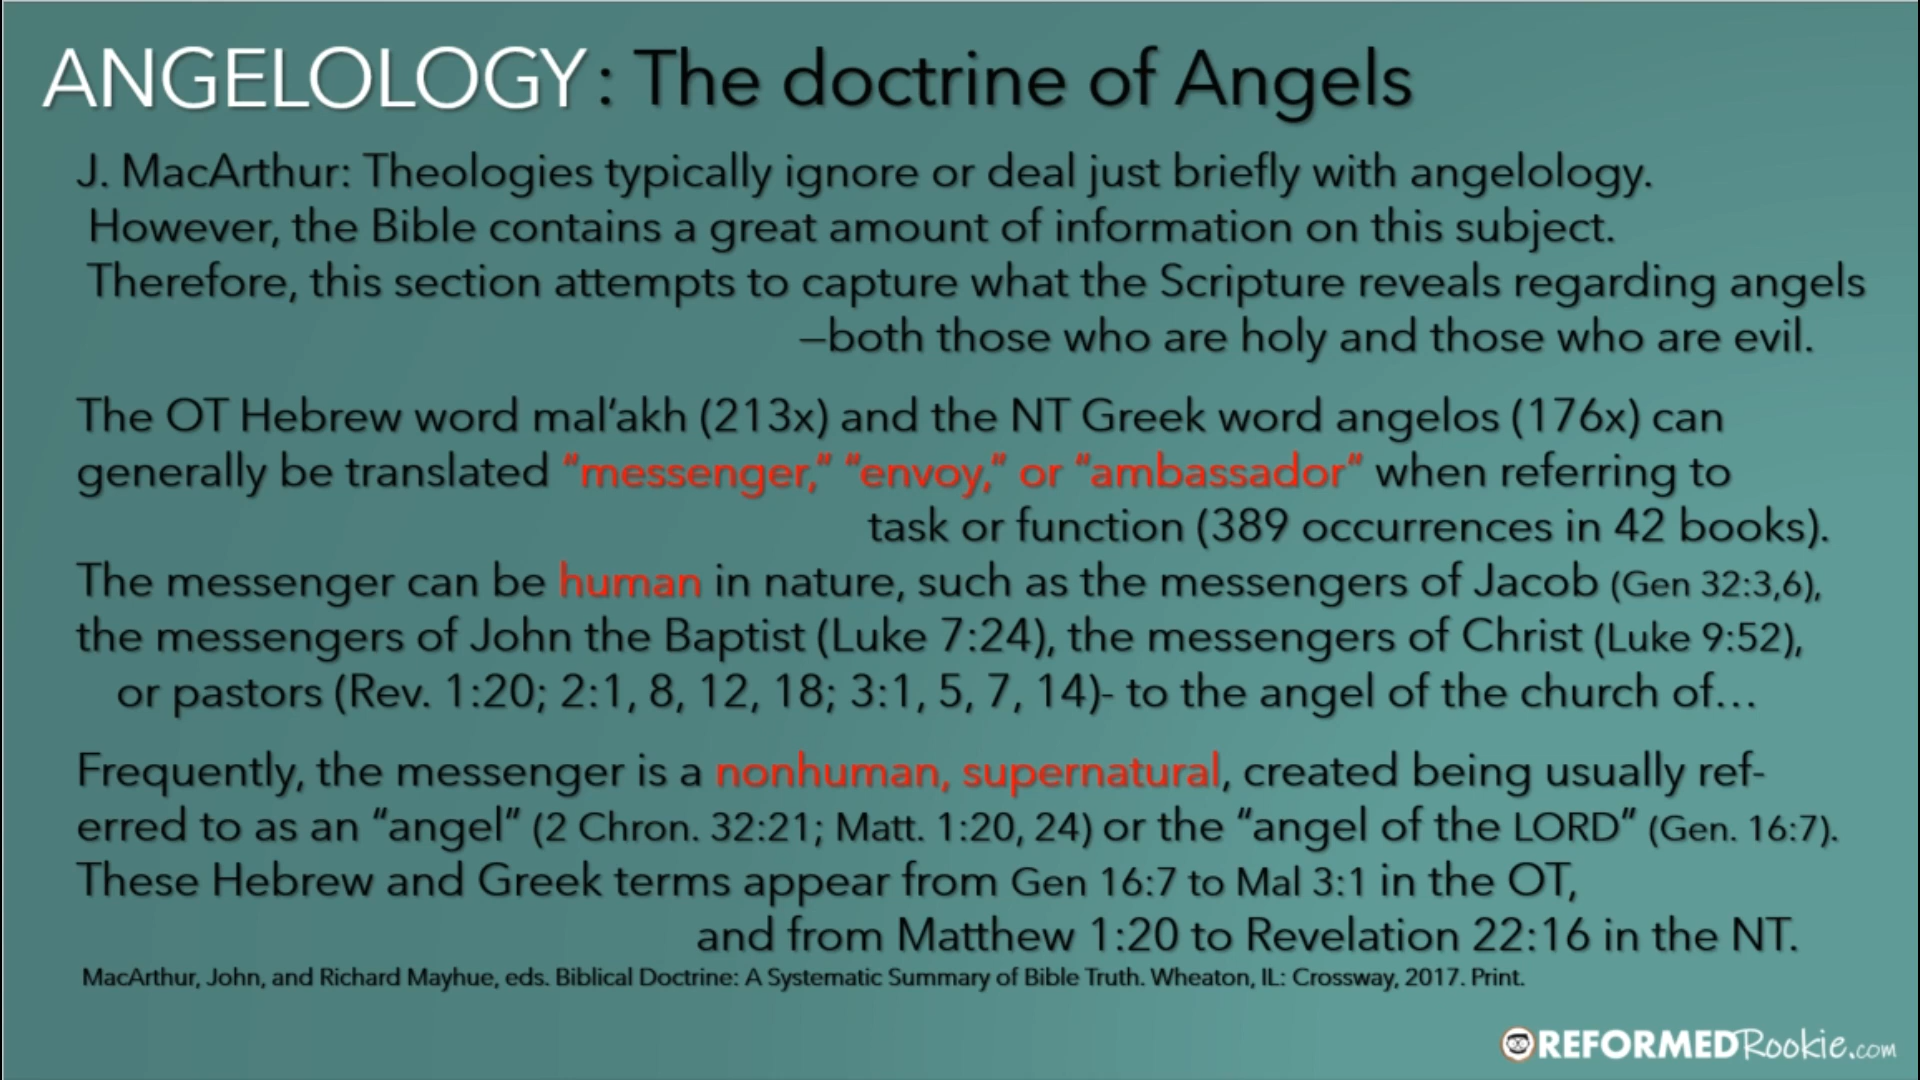 ANGELOLOGY: The doctrine of Angels
J. MacArthur: Theologies typically ignore or deal just briefly with angelology.
However, the Bible contains a great amount of information on this subject.
Therefore, this section attempts to capture what the Scripture reveals regarding angels
—both those who are holy and those who are evil.
The OT Hebrew word mal’akh (213x) and the NT Greek word angelos (176x) can
generally be translated “messenger,” “envoy,” or “ambassador” when referring to
task or function (389 occurrences in 42 books).
The messenger can be human in nature, such as the messengers of Jacob (Gen 32:3,6),
the messengers of John the Baptist (Luke 7:24), the messengers of Christ (Luke 9:52),
or pastors (Rev. 1:20; 2:1, 8, 12, 18; 3:1, 5, 7, 14)- to the angel of the church of…
Frequently, the messenger is a nonhuman, supernatural, created being usually ref-
erred to as an “angel” (2 Chron. 32:21; Matt. 1:20, 24) or the “angel of the LORD” (Gen. 16:7).
These Hebrew and Greek terms appear from Gen 16:7 to Mal 3:1 in the OT,
and from Matthew 1:20 to Revelation 22:16 in the NT.
MacArthur, John, and Richard Mayhue, eds. Biblical Doctrine: A Systematic Summary of Bible Truth. Wheaton, IL: Crossway, 2017. Print.
REFORMEDRookie.com